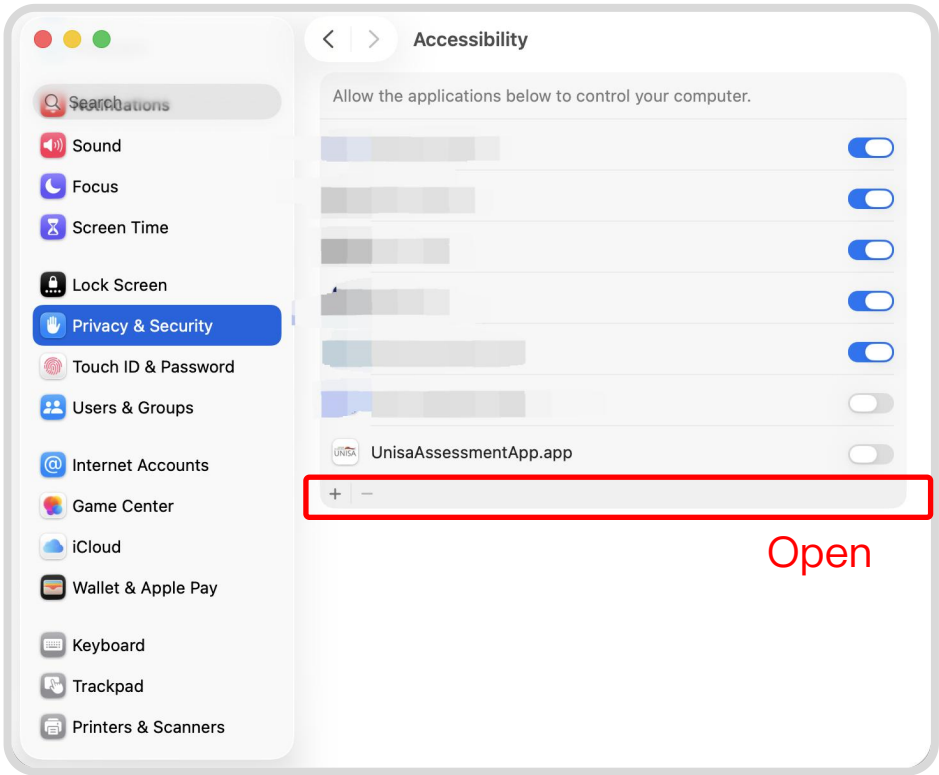 Accessibility
Search
Notifications
Allow the applications below to control your computer.
Sound
Focus
Screen Time
Lock Screen
Privacy & Security
Touch ID & Password
Users & Groups
Internet Accounts
Game Center
iCloud
Wallet & Apple Pay
Keyboard
Trackpad
Printers & Scanners
UNISA
UnisaAssessmentApp.app
Open